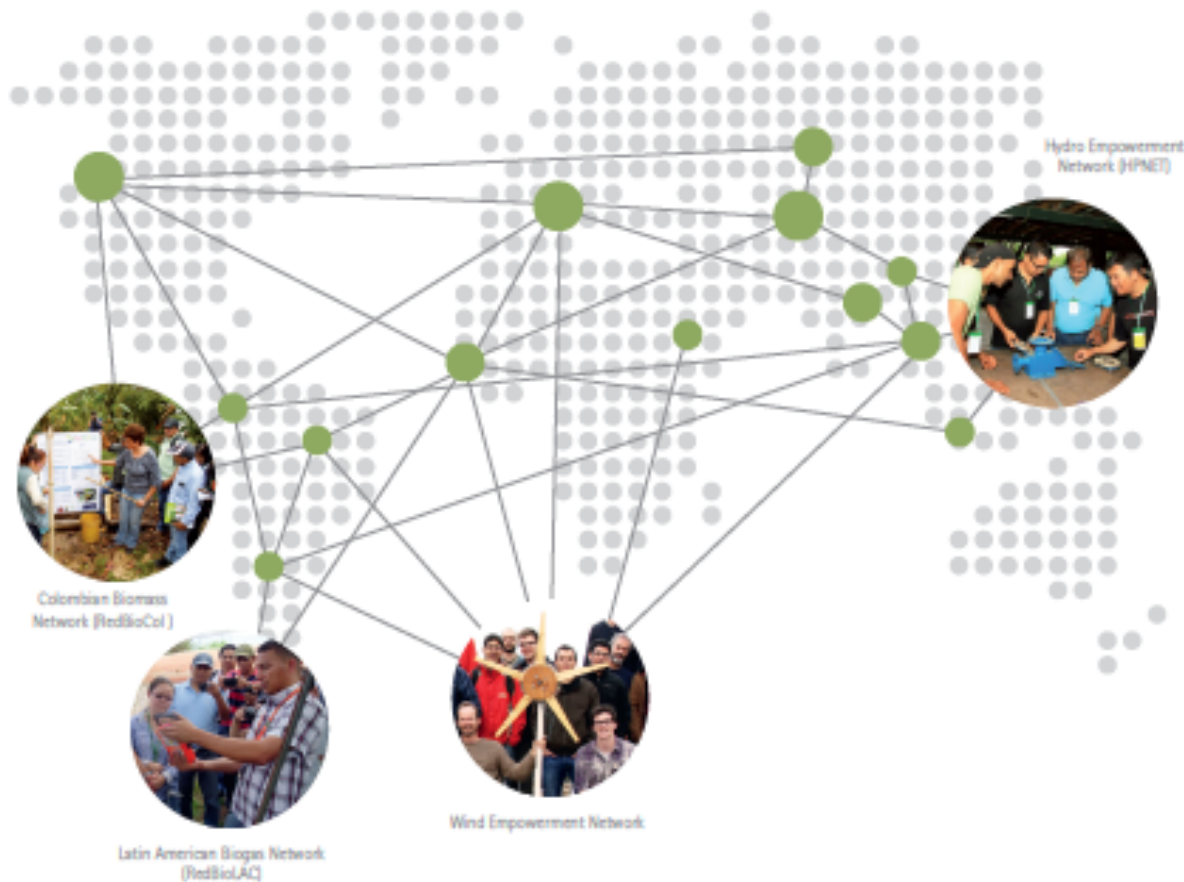 Hydro Empowerment
Network (HPNET)
Colombian Biomass
Network (RedBioCol )
Wind Empowerment Network
Latin American Biogas Network
(RedBioLAC)